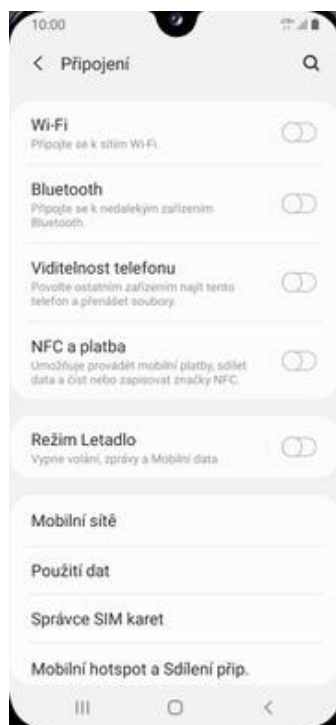 10:00
Připojení
Wi-Fi
Připojte se k sítím Wi-Fi.
Bluetooth
Připojte se k nedalekým zařízením
Bluetooth.
Viditelnost telefonu
Povolte ostatním zařízením najít tento
telefon a přenášet soubory.
NFC a platba
Umožňuje provádět mobilní platby, sdílet
data a číst nebo zapisovat značky NFC.
Režim Letadlo
Vypne volání, zprávy a Mobilní data.
Mobilní sítě
Použití dat
Správce SIM karet
Mobilní hotspot a Sdílení přip.